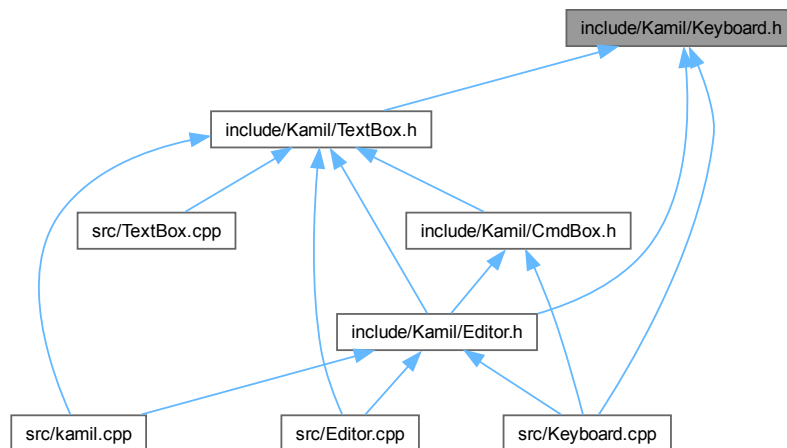 include/Kamil/Keyboard.h
include/Kamil/TextBox.h
src/TextBox.cpp
include/Kamil/CmdBox.h
include/Kamil/Editor.h
src/kamil.cpp
src/Editor.cpp
src/Keyboard.cpp